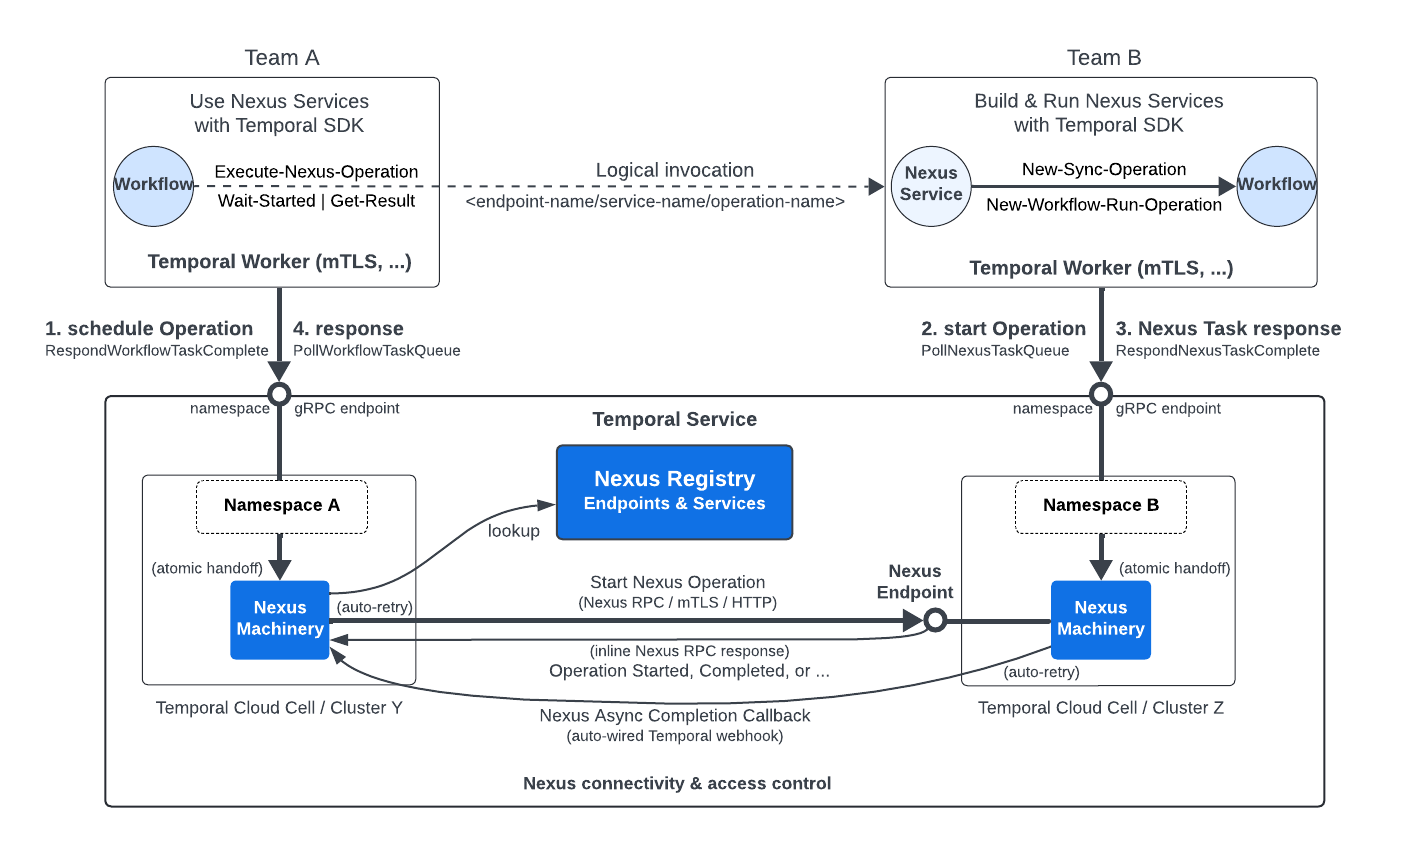 Team A
Team B
Use Nexus Services
with Temporal SDK
Build & Run Nexus Services
with Temporal SDK
Workflow
Execute-Nexus-Operation
Wait-Started | Get-Result
Logical invocation
<endpoint-name/service-name/operation-name>
Nexus
Service
New-Sync-Operation
New-Workflow-Run-Operation
Workflow
Temporal Worker (mTLS, ...)
Temporal Worker (mTLS, ...)
1. schedule Operation
RespondWorkflowTaskComplete
4. response
PollWorkflowTaskQueue
2. start Operation
PollNexusTaskQueue
3. Nexus Task response
RespondNexusTaskComplete
namespace
gRPC endpoint
namespace
gRPC endpoint
Temporal Service
Nexus Registry
Endpoints & Services
Namespace A
Namespace B
lookup
(atomic handoff)
(atomic handoff)
Nexus
Machinery
(auto-retry)
Start Nexus Operation
(Nexus RPC / mTLS / HTTP)
Nexus
Endpoint
Nexus
Machinery
(inline Nexus RPC response)
Operation Started, Completed, or ...
(auto-retry)
Temporal Cloud Cell / Cluster Y
Temporal Cloud Cell / Cluster Z
Nexus Async Completion Callback
(auto-wired Temporal webhook)
Nexus connectivity & access control